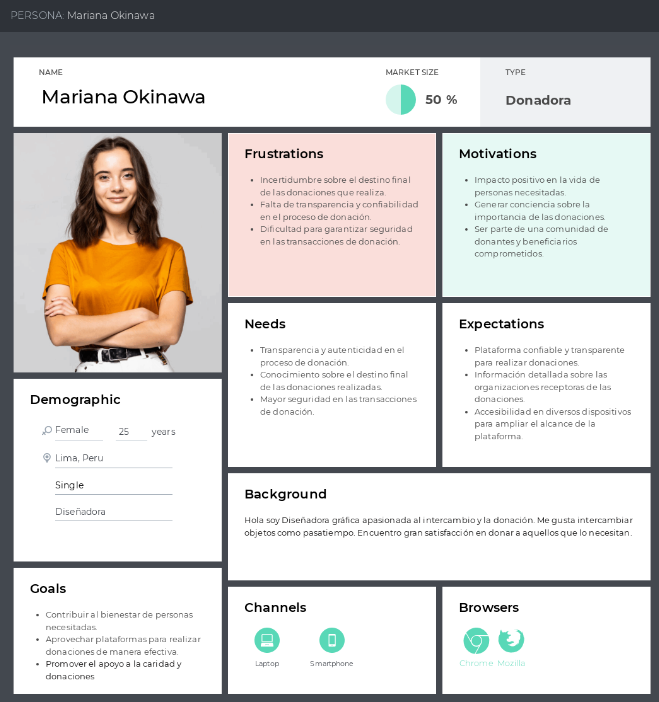 PERSONA: Mariana Okinawa
NAME
Mariana Okinawa
MARKET SIZE
50 %
TYPE
Donadora
Frustrations
• Incertidumbre sobre el destino final
de las donaciones que realiza.
• Falta de transparencia y confiabilidad
en el proceso de donación.
• Dificultad para garantizar seguridad
en las transacciones de donación.
Motivations
• Impacto positivo en la vida de
personas necesitadas.
• Generar conciencia sobre la
importancia de las donaciones.
• Ser parte de una comunidad de
donantes y beneficiarios
comprometidos.
Needs
• Transparencia y autenticidad en el
proceso de donación.
• Conocimiento sobre el destino final
de las donaciones realizadas.
• Mayor seguridad en las transacciones
de donación.
Expectations
• Plataforma confiable y transparente
para realizar donaciones.
• Información detallada sobre las
organizaciones receptoras de las
donaciones.
• Accesibilidad en diversos dispositivos
para ampliar el alcance de la
plataforma.
Demographic
Female 25 years
Lima, Peru
Single
Diseñadora
Background
Hola soy Diseñadora gráfica apasionada al intercambio y la donación. Me gusta intercambiar
objetos como pasatiempo. Encuentro gran satisfacción en donar a aquellos que lo necesitan.
Goals
• Contribuir al bienestar de personas
necesitadas.
• Aprovechar plataformas para realizar
donaciones de manera efectiva.
• Promover el apoyo a la caridad y
donaciones
Channels
Laptop Smartphone
Browsers
Chrome Mozilla